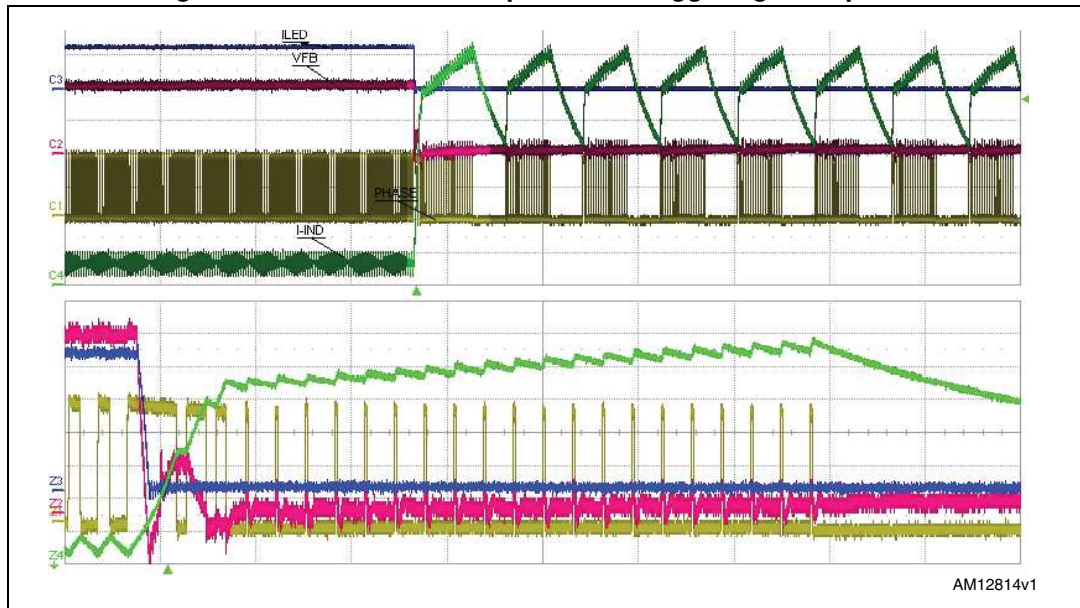 ILED
VFB
C3
C2
PHASE
C1
I-IND
C4
Z3
Z4
AM12814v1